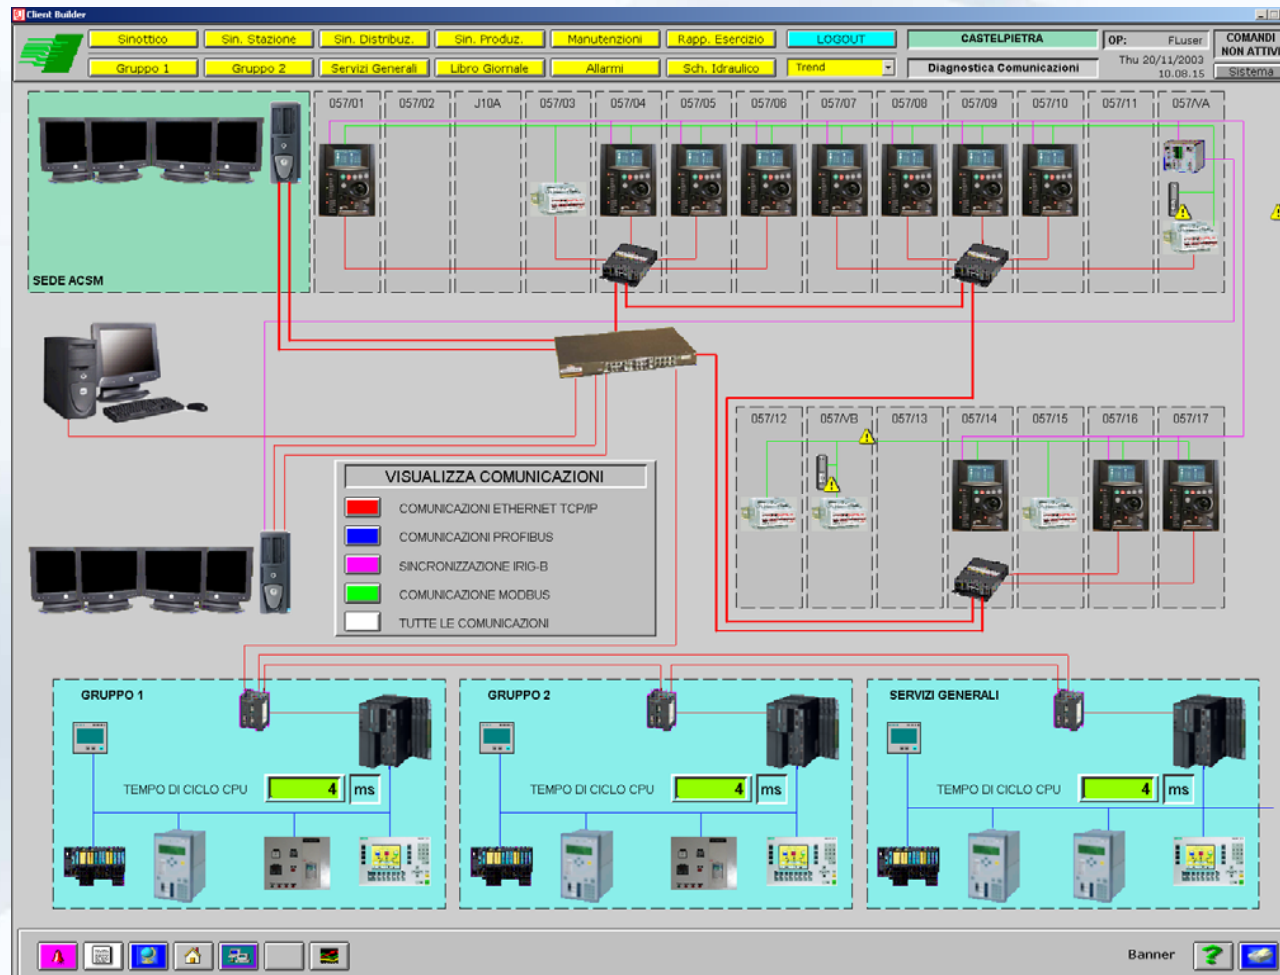 Client Builder
Sinottico
Sin. Stazione
Sin. Distribuz.
Sin. Produz.
Manutenzioni
Rapp. Esercizio
LOGOUT
CASTELPIETRA
OP: FLuser
COMANDI
NON ATTIVI
Gruppo 1
Gruppo 2
Servizi Generali
Libro Giornale
Allarmi
Sch. Idraulico
Trend
Diagnostica Comunicazioni
Thu 20/11/2003
10.08.15
Sistema
057/01
057/02
J10A
057/03
057/04
057/05
057/06
057/07
057/08
057/09
057/10
057/11
057/VA
SEDE ACSM
057/12
057/VB
057/13
057/14
057/15
057/16
057/17
VISUALIZZA COMUNICAZIONI
COMUNICAZIONI ETHERNET TCP/IP
COMUNICAZIONI PROFIBUS
SINCRONIZZAZIONE IRIG-B
COMUNICAZIONE MODBUS
TUTTE LE COMUNICAZIONI
GRUPPO 1
GRUPPO 2
SERVIZI GENERALI
TEMPO DI CICLO CPU 4 ms
TEMPO DI CICLO CPU 4 ms
TEMPO DI CICLO CPU 4 ms
Banner